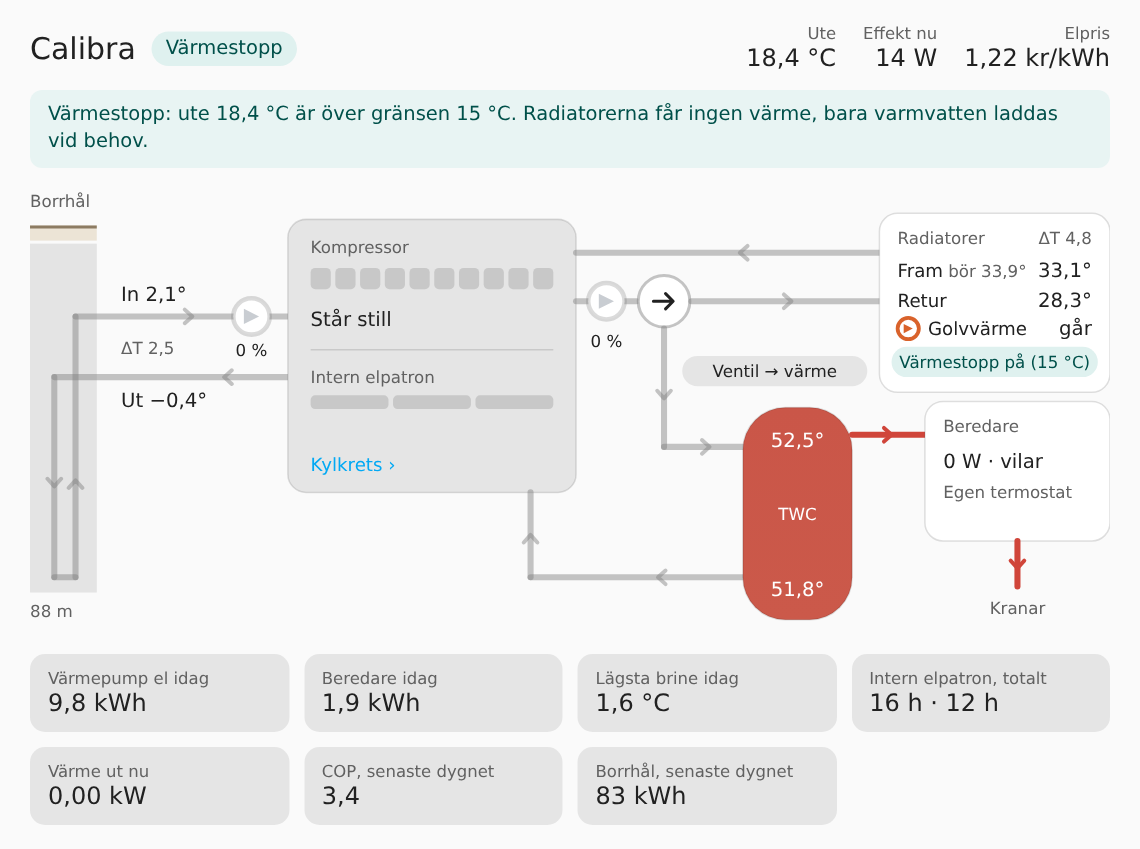 Calibra
Värmestopp
Ute
18,4 °C
Effekt nu
14 W
Elpris
1,22 kr/kWh
Värmestopp: ute 18,4 °C är över gränsen 15 °C. Radiatorerna får ingen värme, bara varmvatten laddas
vid behov.
Borrhål
In 2,1°
ΔT 2,5
Ut −0,4°
88 m
0 %
Kompressor
Står still
Intern elpatron
Kylkrets ›
0 %
Ventil → värme
Radiatorer ΔT 4,8
Fram bör 33,9° 33,1°
Retur 28,3°
Golvvärme går
Värmestopp på (15 °C)
52,5°
TWC
51,8°
Beredare
0 W · vilar
Egen termostat
Kranar
Värmepump el idag
9,8 kWh
Beredare idag
1,9 kWh
Lägsta brine idag
1,6 °C
Intern elpatron, totalt
16 h · 12 h
Värme ut nu
0,00 kW
COP, senaste dygnet
3,4
Borrhål, senaste dygnet
83 kWh